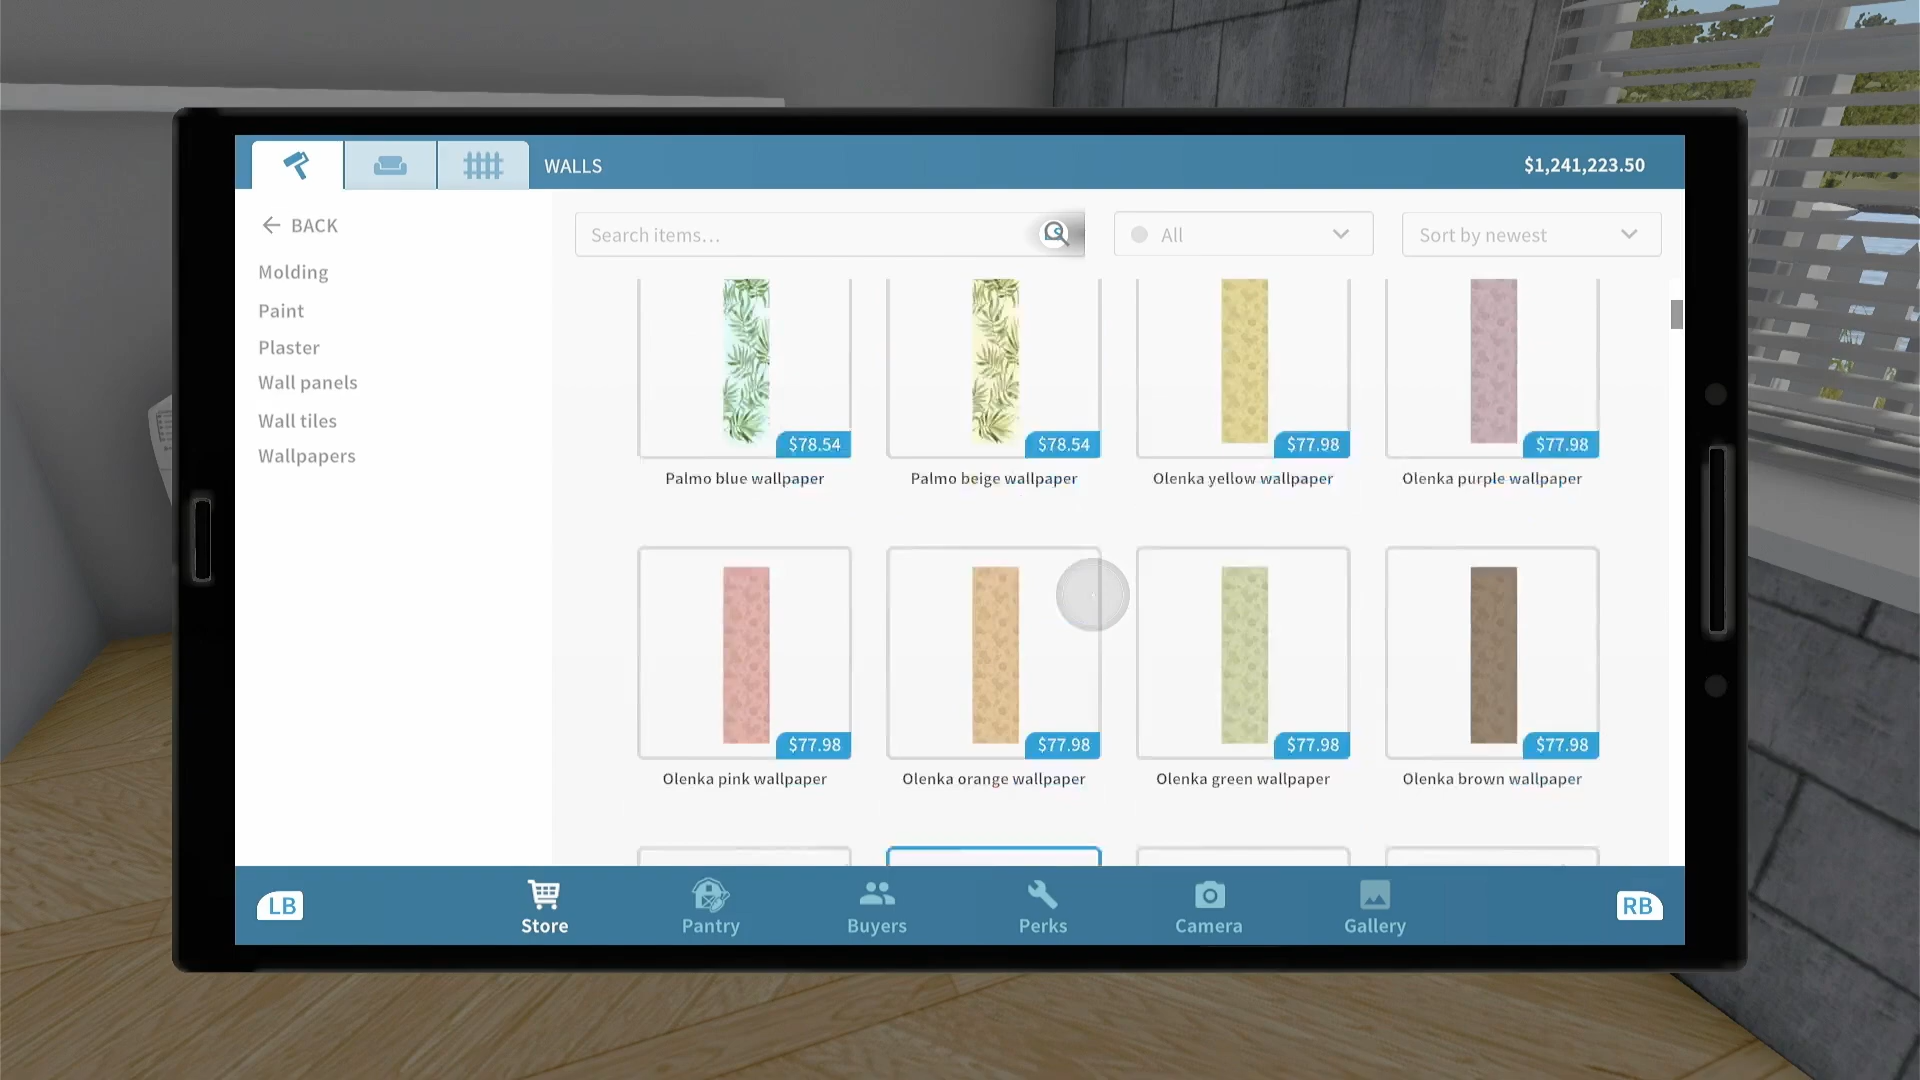 WALLS
$1,241,223.50
BACK
Molding
Paint
Plaster
Wall panels
Wall tiles
Wallpapers
Search items...
LS
All
Sort by newest
$78.54
$78.54
$77.98
$77.98
Palmo blue wallpaper
Palmo beige wallpaper
Olenka yellow wallpaper
Olenka purple wallpaper
$77.98
$77.98
$77.98
$77.98
Olenka pink wallpaper
Olenka orange wallpaper
Olenka green wallpaper
Olenka brown wallpaper
LB
Store
Pantry
Buyers
Perks
Camera
Gallery
RB